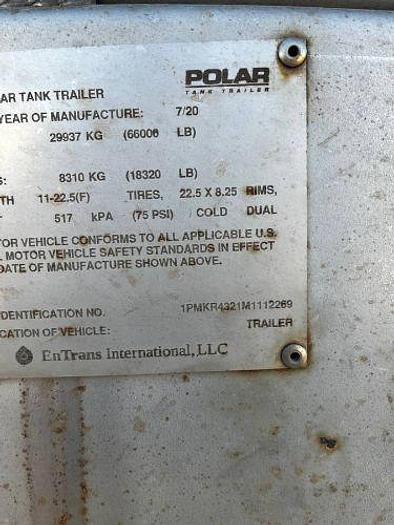 POLAR
TANK TRAILER
AR TANK TRAILER
YEAR OF MANUFACTURE: 7/20
29937 KG (66000 LB)
S: 8310 KG (18320 LB)
TH 11-22.5(F) TIRES, 22.5 X 8.25 RIMS,
T 517 kPA (75 PSI) COLD DUAL
OR VEHICLE CONFORMS TO ALL APPLICABLE U.S.
L MOTOR VEHICLE SAFETY STANDARDS IN EFFECT
DATE OF MANUFACTURE SHOWN ABOVE.
IDENTIFICATION NO. 1PMKR4321M1112269
CATION OF VEHICLE: TRAILER
EnTrans International, LLC